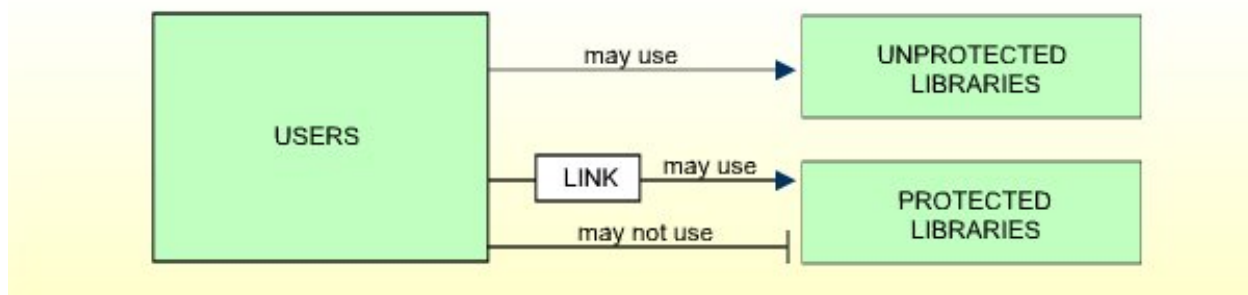 may use
UNPROTECTED
LIBRARIES
USERS
LINK
may use
PROTECTED
LIBRARIES
may not use